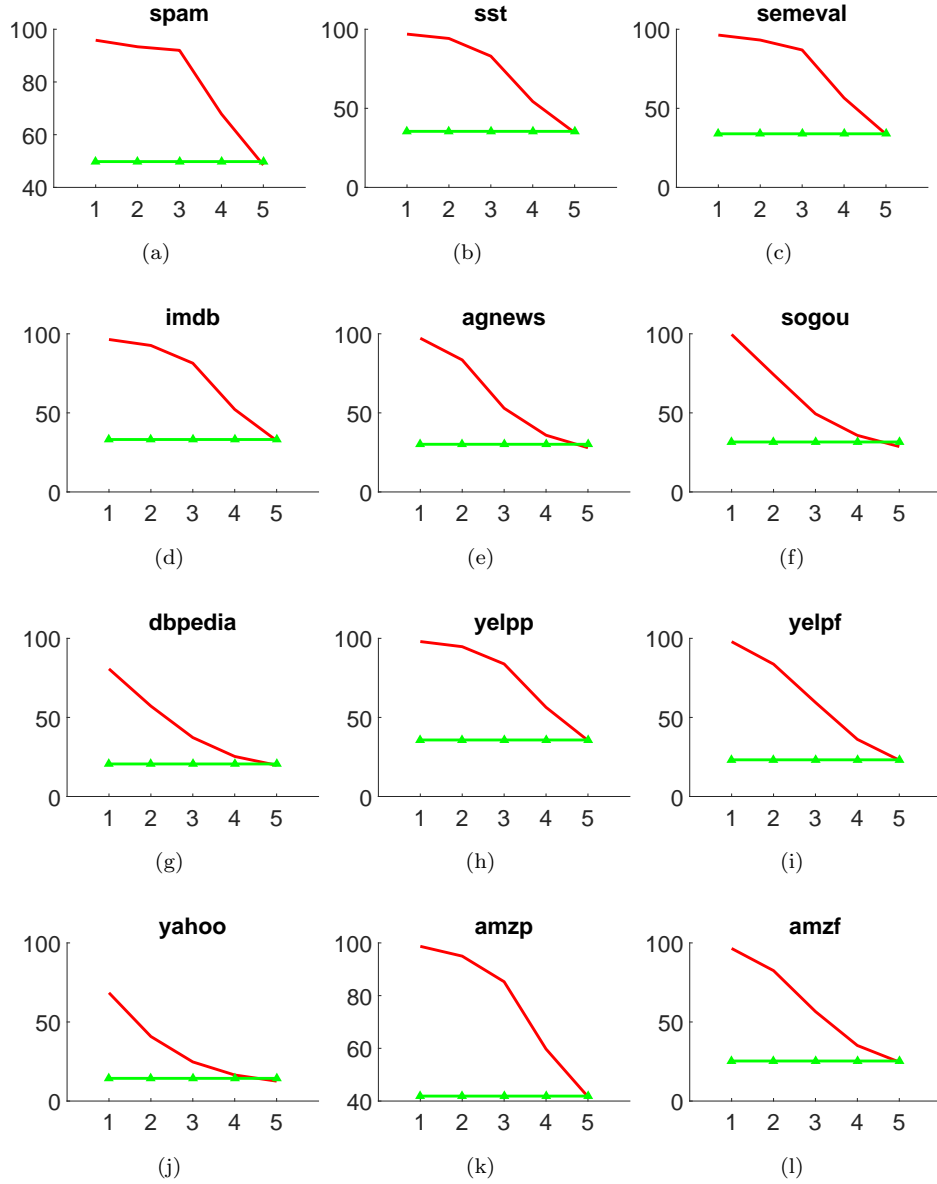 spam sst semeval
100 100 100
80
50 50
60
40 0 0
1 2 3 4 5 1 2 3 4 5 1 2 3 4 5
(a) (b) (c)
imdb agnews sogou
100 100 100
50 50 50
0 0 0
1 2 3 4 5 1 2 3 4 5 1 2 3 4 5
(d) (e) (f)
dbpedia yelpp yelpf
100 100 100
50 50 50
0 0 0
1 2 3 4 5 1 2 3 4 5 1 2 3 4 5
(g) (h) (i)
yahoo amzp amzf
100 100 100
80
50 50
60
0 40 0
1 2 3 4 5 1 2 3 4 5 1 2 3 4 5
(j) (k) (l)